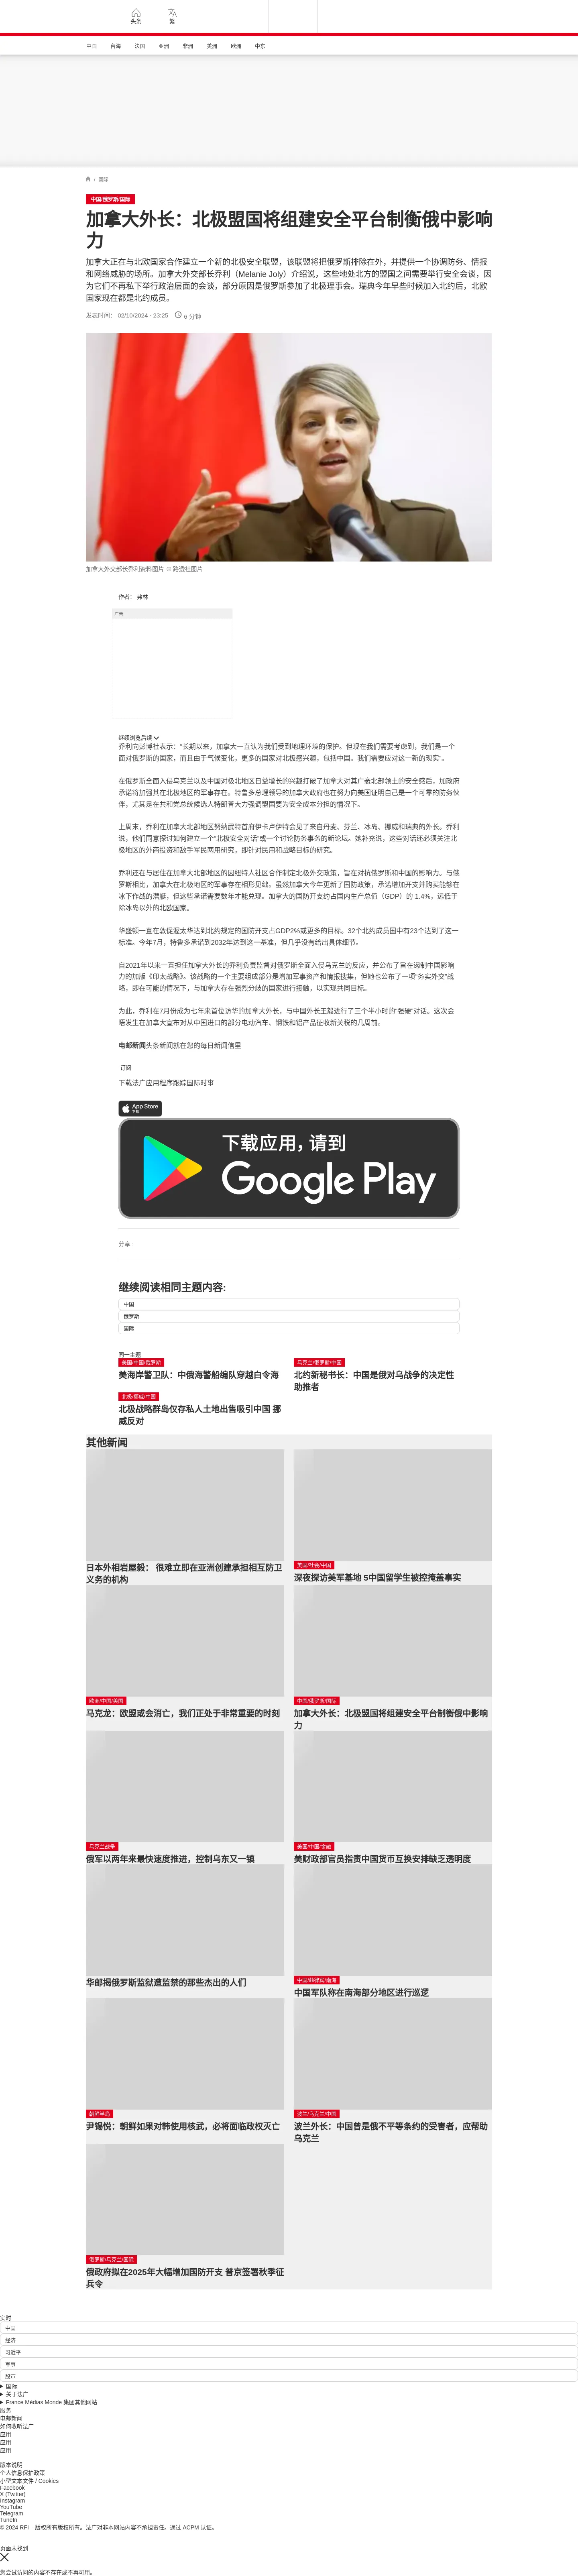 头条
繁
中国
台海
法国
亚洲
非洲
美洲
欧洲
中东
/ 国际
中国/俄罗斯/国际
加拿大外长：北极盟国将组建安全平台制衡俄中影响
力
加拿大正在与北欧国家合作建立一个新的北极安全联盟，该联盟将把俄罗斯排除在外，并提供一个协调防务、情报
和网络威胁的场所。加拿大外交部长乔利（Melanie Joly）介绍说，这些地处北方的盟国之间需要举行安全会谈，因
为它们不再私下举行政治层面的会谈，部分原因是俄罗斯参加了北极理事会。瑞典今年早些时候加入北约后，北欧
国家现在都是北约成员。
发表时间： 02/10/2024 - 23:25
6 分钟
加拿大外交部长乔利资料图片 © 路透社图片
作者： 弗林
广告
继续浏览后续
乔利向彭博社表示：“长期以来，加拿大一直认为我们受到地理环境的保护。但现在我们需要考虑到，我们是一个
面对俄罗斯的国家，而且由于气候变化，更多的国家对北极感兴趣，包括中国。我们需要应对这一新的现实”。
在俄罗斯全面入侵乌克兰以及中国对极北地区日益增长的兴趣打破了加拿大对其广袤北部领土的安全感后，加政府
承诺将加强其在北极地区的军事存在。特鲁多总理领导的加拿大政府也在努力向美国证明自己是一个可靠的防务伙
伴，尤其是在共和党总统候选人特朗普大力强调盟国要为安全成本分担的情况下。
上周末，乔利在加拿大北部地区努纳武特首府伊卡卢伊特会见了来自丹麦、芬兰、冰岛、挪威和瑞典的外长。乔利
说，他们同意探讨如何建立一个“北极安全对话”或一个讨论防务事务的新论坛。她补充说，这些对话还必须关注北
极地区的外商投资和敌手军民两用研究，即针对民用和战略目标的研究。
乔利还在与居住在加拿大北部地区的因纽特人社区合作制定北极外交政策，旨在对抗俄罗斯和中国的影响力。与俄
罗斯相比，加拿大在北极地区的军事存在相形见绌。虽然加拿大今年更新了国防政策，承诺增加开支并购买能够在
冰下作战的潜艇，但这些承诺需要数年才能兑现。加拿大的国防开支约占国内生产总值（GDP）的 1.4%，远低于
除冰岛以外的北欧国家。
华盛顿一直在敦促渥太华达到北约规定的国防开支占GDP2%或更多的目标。32个北约成员国中有23个达到了这一
标准。今年7月，特鲁多承诺到2032年达到这一基准，但几乎没有给出具体细节。
自2021年以来一直担任加拿大外长的乔利负责监督对俄罗斯全面入侵乌克兰的反应，并公布了旨在遏制中国影响
力的加版《印太战略》。该战略的一个主要组成部分是增加军事资产和情报搜集，但她也公布了一项“务实外交”战
略，即在可能的情况下，与加拿大存在强烈分歧的国家进行接触，以实现共同目标。
为此，乔利在7月份成为七年来首位访华的加拿大外长，与中国外长王毅进行了三个半小时的“强硬”对话。这次会
晤发生在加拿大宣布对从中国进口的部分电动汽车、钢铁和铝产品征收新关税的几周前。
电邮新闻头条新闻就在您的每日新闻信里
订阅
下载法广应用程序跟踪国际时事
App Store
下载
下载应用，请到
Google Play
分享 :
继续阅读相同主题内容:
中国
俄罗斯
国际
同一主题
美国/中国/俄罗斯
美海岸警卫队：中俄海警船编队穿越白令海
乌克兰/俄罗斯/中国
北约新秘书长：中国是俄对乌战争的决定性
助推者
北极/挪威/中国
北极战略群岛仅存私人土地出售吸引中国 挪
威反对
其他新闻
日本外相岩屋毅： 很难立即在亚洲创建承担相互防卫
义务的机构
美国/社会/中国
深夜探访美军基地 5中国留学生被控掩盖事实
欧洲/中国/美国
马克龙：欧盟或会消亡，我们正处于非常重要的时刻
中国/俄罗斯/国际
加拿大外长：北极盟国将组建安全平台制衡俄中影响
力
乌克兰战争
俄军以两年来最快速度推进，控制乌东又一镇
美国/中国/金融
美财政部官员指责中国货币互换安排缺乏透明度
华邮揭俄罗斯监狱遭监禁的那些杰出的人们
中国/菲律宾/南海
中国军队称在南海部分地区进行巡逻
朝鲜半岛
尹锡悦：朝鲜如果对韩使用核武，必将面临政权灭亡
波兰/乌克兰/中国
波兰外长：中国曾是俄不平等条约的受害者，应帮助
乌克兰
俄罗斯/乌克兰/国际
俄政府拟在2025年大幅增加国防开支 普京签署秋季征
兵令
实时
中国
经济
习近平
军事
股市
国际
关于法广
France Médias Monde 集团其他网站
服务
电邮新闻
如何收听法广
应用
应用
应用
版本说明
个人信息保护政策
小型文本文件 / Cookies
Facebook
X (Twitter)
Instagram
YouTube
Telegram
TuneIn
© 2024 RFI – 版权所有版权所有。法广对非本网站内容不承担责任。通过 ACPM 认证。
页面未找到
您尝试访问的内容不存在或不再可用。